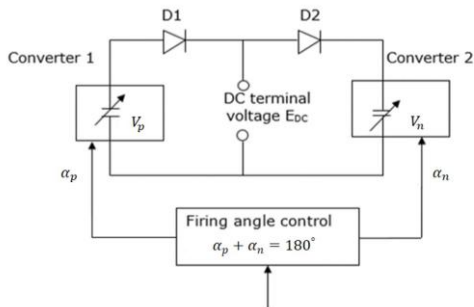 D1
D2
Converter 1
Converter 2
DC terminal
voltage E_DC
V_p
V_n
α_p
α_n
Firing angle control
α_p + α_n = 180°